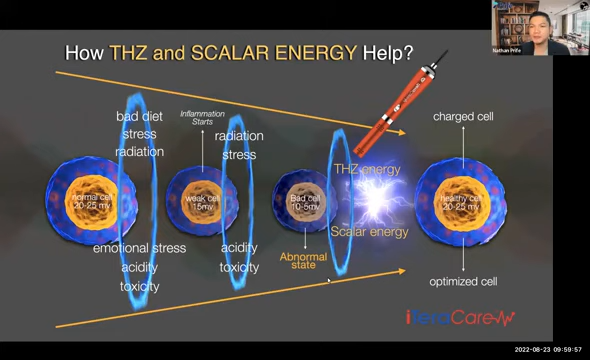 How THZ and SCALAR ENERGY Help?
Nathan Prife
bad diet
stress
radiation
Inflammation
Starts
radiation
stress
THZ energy
charged cell
normal cell
20-25 mv
weak cell
15mv
Bad cell
10-5mv
healthy cell
20-25 mv
Scalar energy
emotional stress
acidity
toxicity
acidity
toxicity
Abnormal
state
optimized cell
iTeraCare
2022-08-23 09:59:57